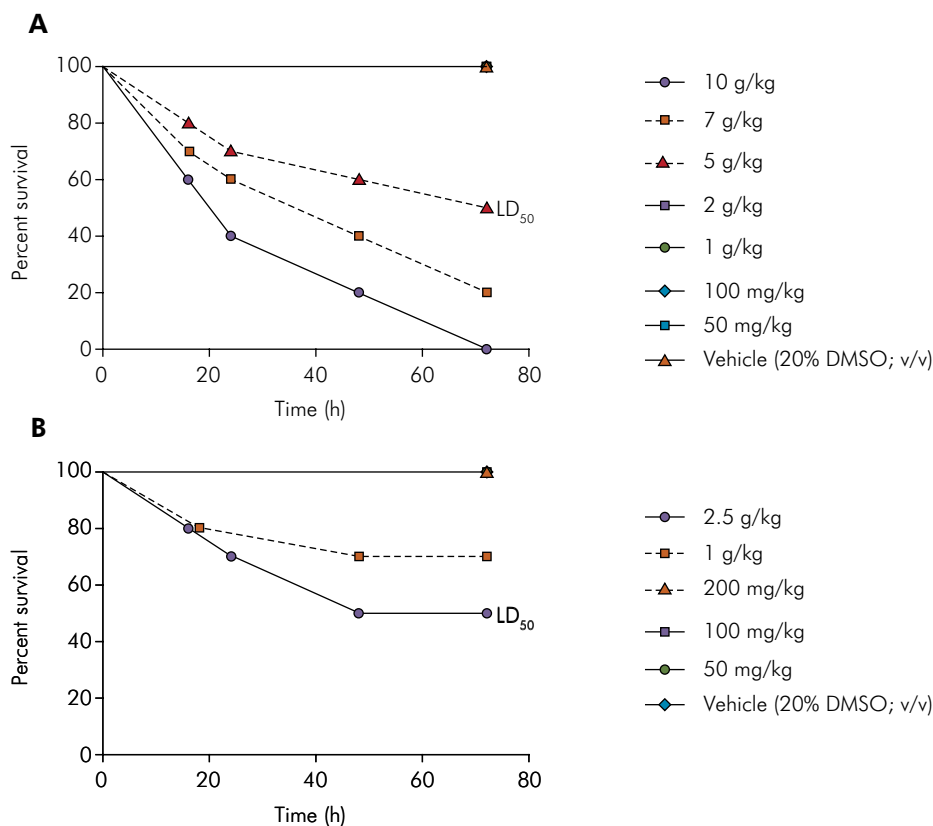 A
Percent survival
100
80
60
40
20
0
LD50
0 20 40 60 80
Time (h)
10 g/kg
7 g/kg
5 g/kg
2 g/kg
1 g/kg
100 mg/kg
50 mg/kg
Vehicle (20% DMSO; v/v)
B
Percent survival
100
80
60
40
20
0
LD50
0 20 40 60 80
Time (h)
2.5 g/kg
1 g/kg
200 mg/kg
100 mg/kg
50 mg/kg
Vehicle (20% DMSO; v/v)